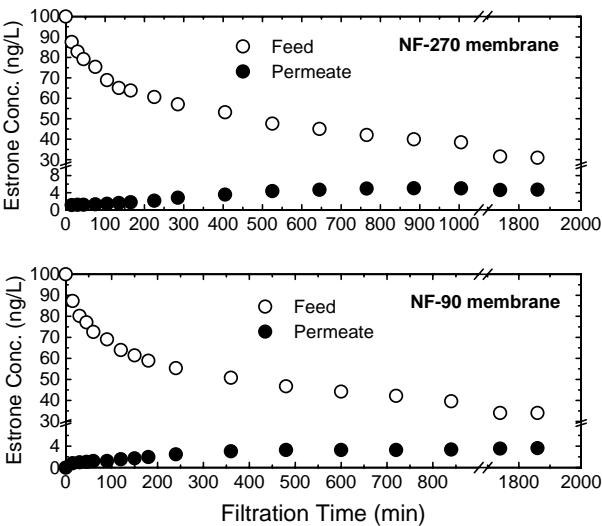 100
90
80
70
60
50
40
30
8
4
0
Estrone Conc. (ng/L)
Feed
Permeate
NF-270 membrane
0 100 200 300 400 500 600 700 800 900 1000 1800 2000
100
90
80
70
60
50
40
30
4
0
Estrone Conc. (ng/L)
Feed
Permeate
NF-90 membrane
0 100 200 300 400 500 600 700 800 1800 2000
Filtration Time (min)